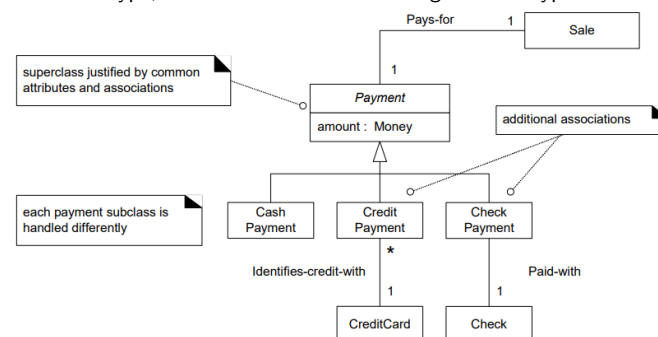 Pays-for
1
Sale
superclass justified by common
attributes and associations
1
Payment
amount : Money
additional associations
each payment subclass is
handled differently
Cash
Payment
Credit
Payment
Check
Payment
*
Identifies-credit-with
Paid-with
1
1
CreditCard
Check